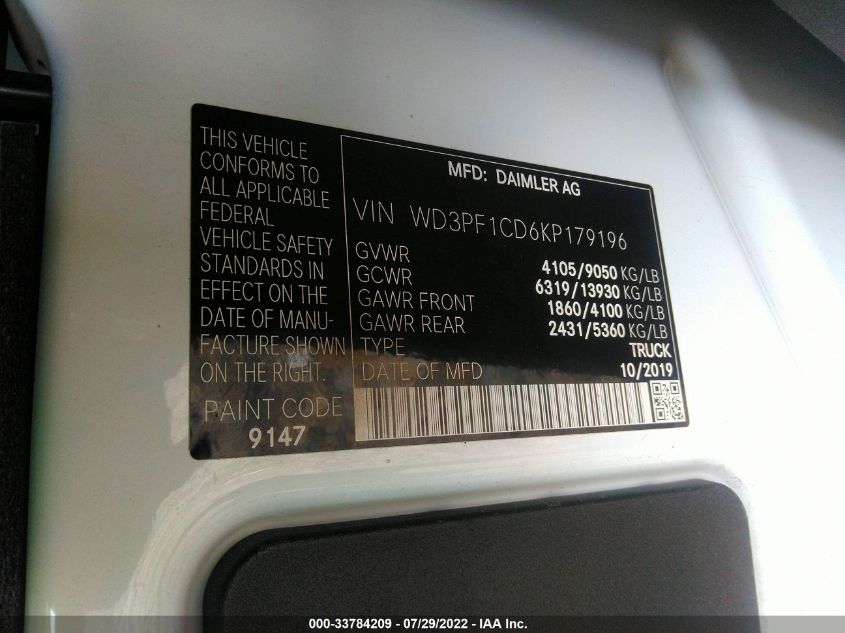 THIS VEHICLE
CONFORMS TO
ALL APPLICABLE
FEDERAL
VEHICLE SAFETY
STANDARDS IN
EFFECT ON THE
DATE OF MANU-
FACTURE SHOWN
ON THE RIGHT.
PAINT CODE
9147
MFD: DAIMLER AG
VIN WD3PF1CD6KP179196
GVWR 4105/9050 KG/LB
GCWR 6319/13930 KG/LB
GAWR FRONT 1860/4100 KG/LB
GAWR REAR 2431/5360 KG/LB
TYPE TRUCK
DATE OF MFD 10/2019
000-33784209 - 07/29/2022 - IAA Inc.